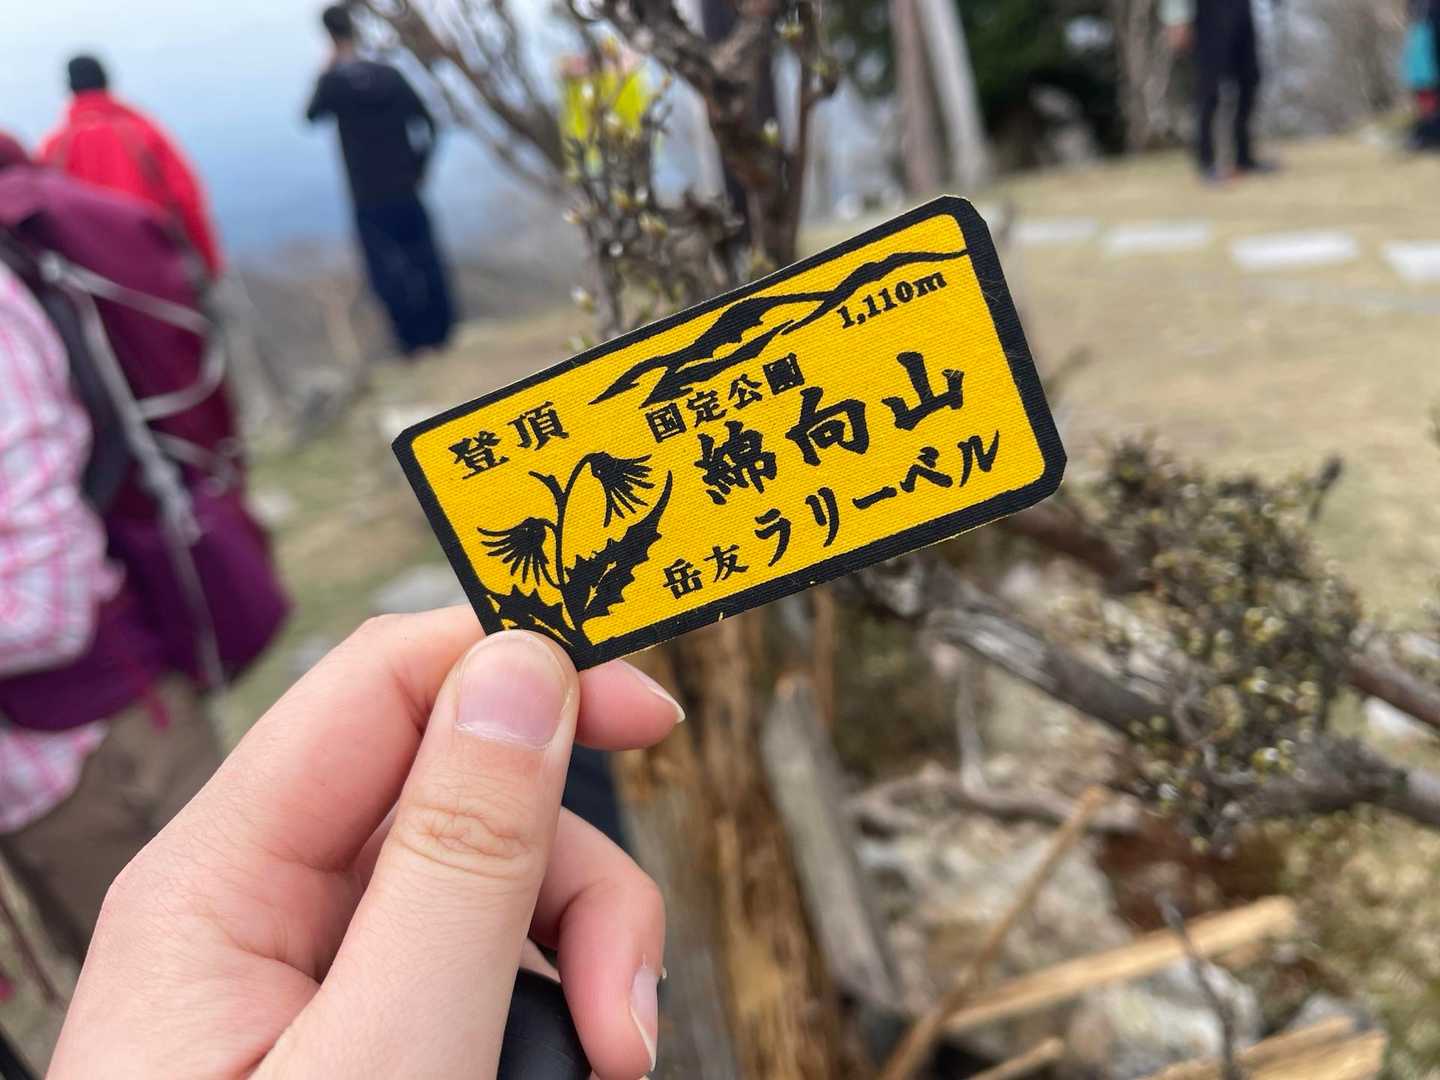 登頂
1,110m
国定公園
綿向山
岳友ラリーベル